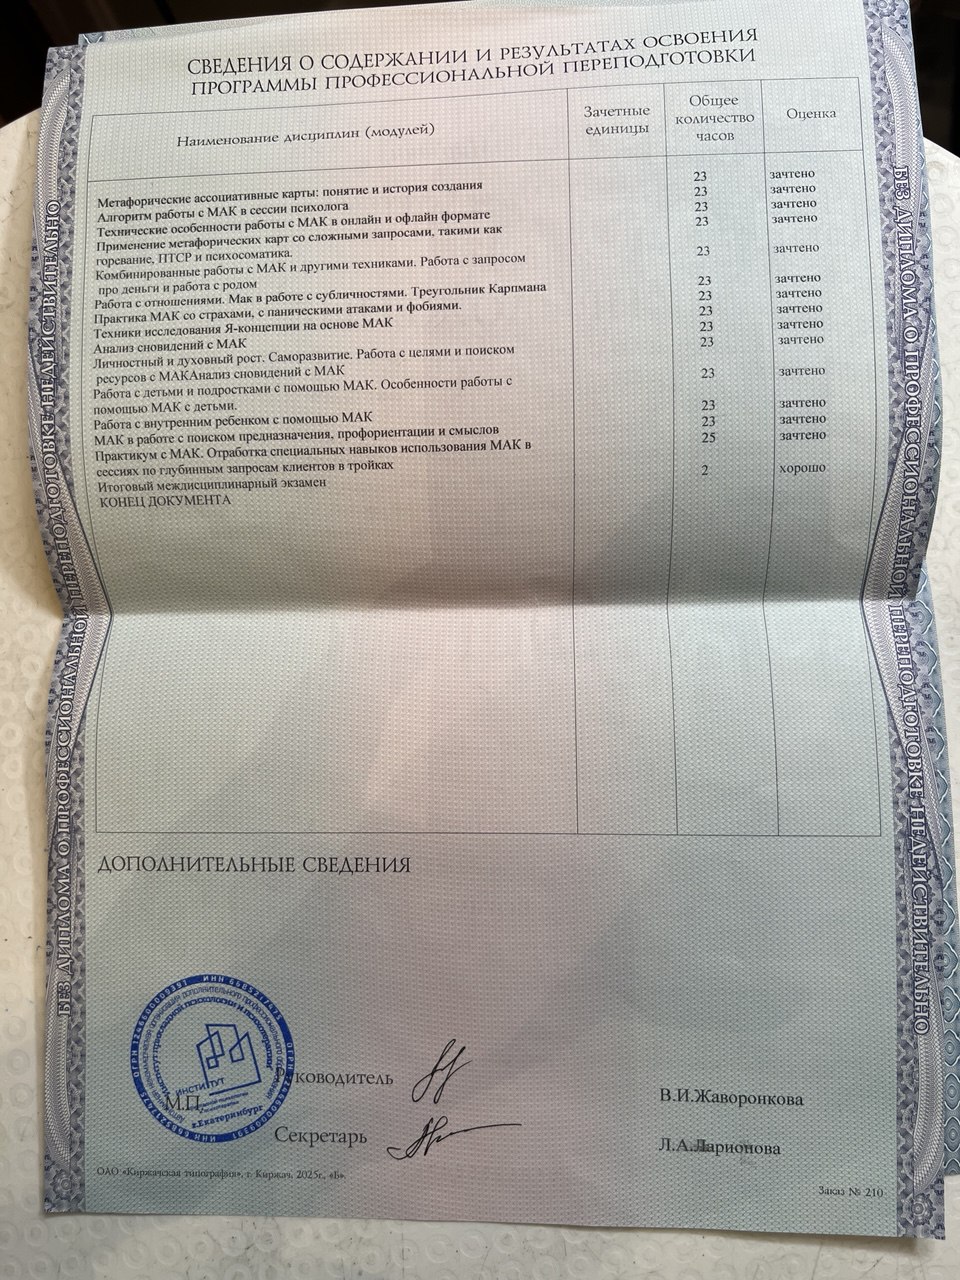 СВЕДЕНИЯ О СОДЕРЖАНИИ И РЕЗУЛЬТАТАХ ОСВОЕНИЯ
ПРОГРАММЫ ПРОФЕССИОНАЛЬНОЙ ПЕРЕПОДГОТОВКИ
Наименование дисциплин (модулей)
Зачетные
единицы
Общее
количество
часов
Оценка
Метафорические ассоциативные карты: понятие и история создания 23 зачтено
Алгоритм работы с МАК в сессии психолога 23 зачтено
Технические особенности работы с МАК в онлайн и офлайн формате 23 зачтено
Применение метафорических карт со сложными запросами, такими как 23 зачтено
горевание, ПТСР и психосоматика.
Комбинированные работы с МАК и другими техниками. Работа с запросом 23 зачтено
про деньги и работа с родом
Работа с отношениями. Мак в работе с субличностями. Треугольник Карпмана 23 зачтено
Практика МАК со страхами, с паническими атаками и фобиями. 23 зачтено
Техники исследования Я-концепции на основе МАК 23 зачтено
Анализ сновидений с МАК 23 зачтено
Личностный и духовный рост. Саморазвитие. Работа с целями и поиском 23 зачтено
ресурсов с МАКАнализ сновидений с МАК
Работа с детьми и подростками с помощью МАК. Особенности работы с 23 зачтено
помощью МАК с детьми.
Работа с внутренним ребенком с помощью МАК 23 зачтено
МАК в работе с поиском предназначения, профориентации и смыслов 23 зачтено
Практикум с МАК. Отработка специальных навыков использования МАК в 25 зачтено
сессиях по глубинным запросам клиентов в тройках
Итоговый междисциплинарный экзамен 2 хорошо
КОНЕЦ ДОКУМЕНТА
БЕЗ ДИПЛОМА О ПРОФЕССИОНАЛЬНОЙ ПЕРЕПОДГОТОВКЕ НЕДЕЙСТВИТЕЛЬНО
БЕЗ ДИПЛОМА О ПРОФЕССИОНАЛЬНОЙ ПЕРЕПОДГОТОВКЕ НЕДЕЙСТВИТЕЛЬНО
ДОПОЛНИТЕЛЬНЫЕ СВЕДЕНИЯ
ИНСТИТУТ
г.Екатеринбург
М.П.
ководитель
В.И.Жаворонкова
Секретарь
Л.А.Ларионова
ОАО «Киржачская типография», г. Киржач, 2025г., «В».
Заказ № 210